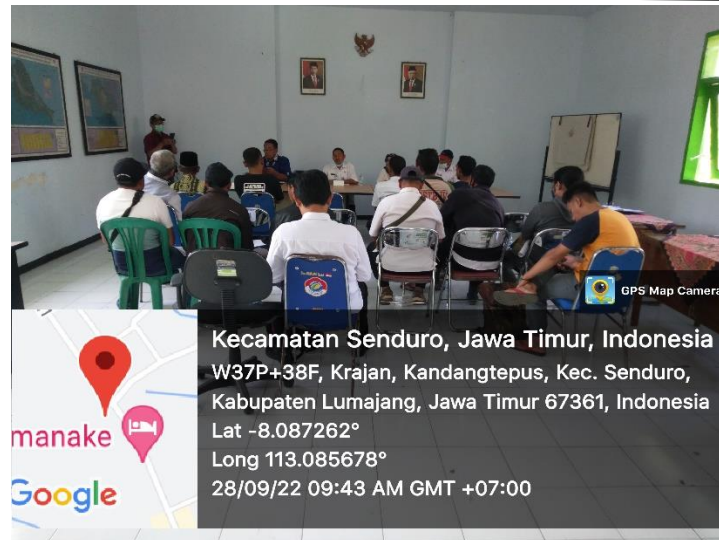 GPS Map Camera
Kecamatan Senduro, Jawa Timur, Indonesia
W37P+38F, Krajan, Kandangtepus, Kec. Senduro,
Kabupaten Lumajang, Jawa Timur 67361, Indonesia
Lat -8.087262°
Long 113.085678°
28/09/22 09:43 AM GMT +07:00
manake
Google